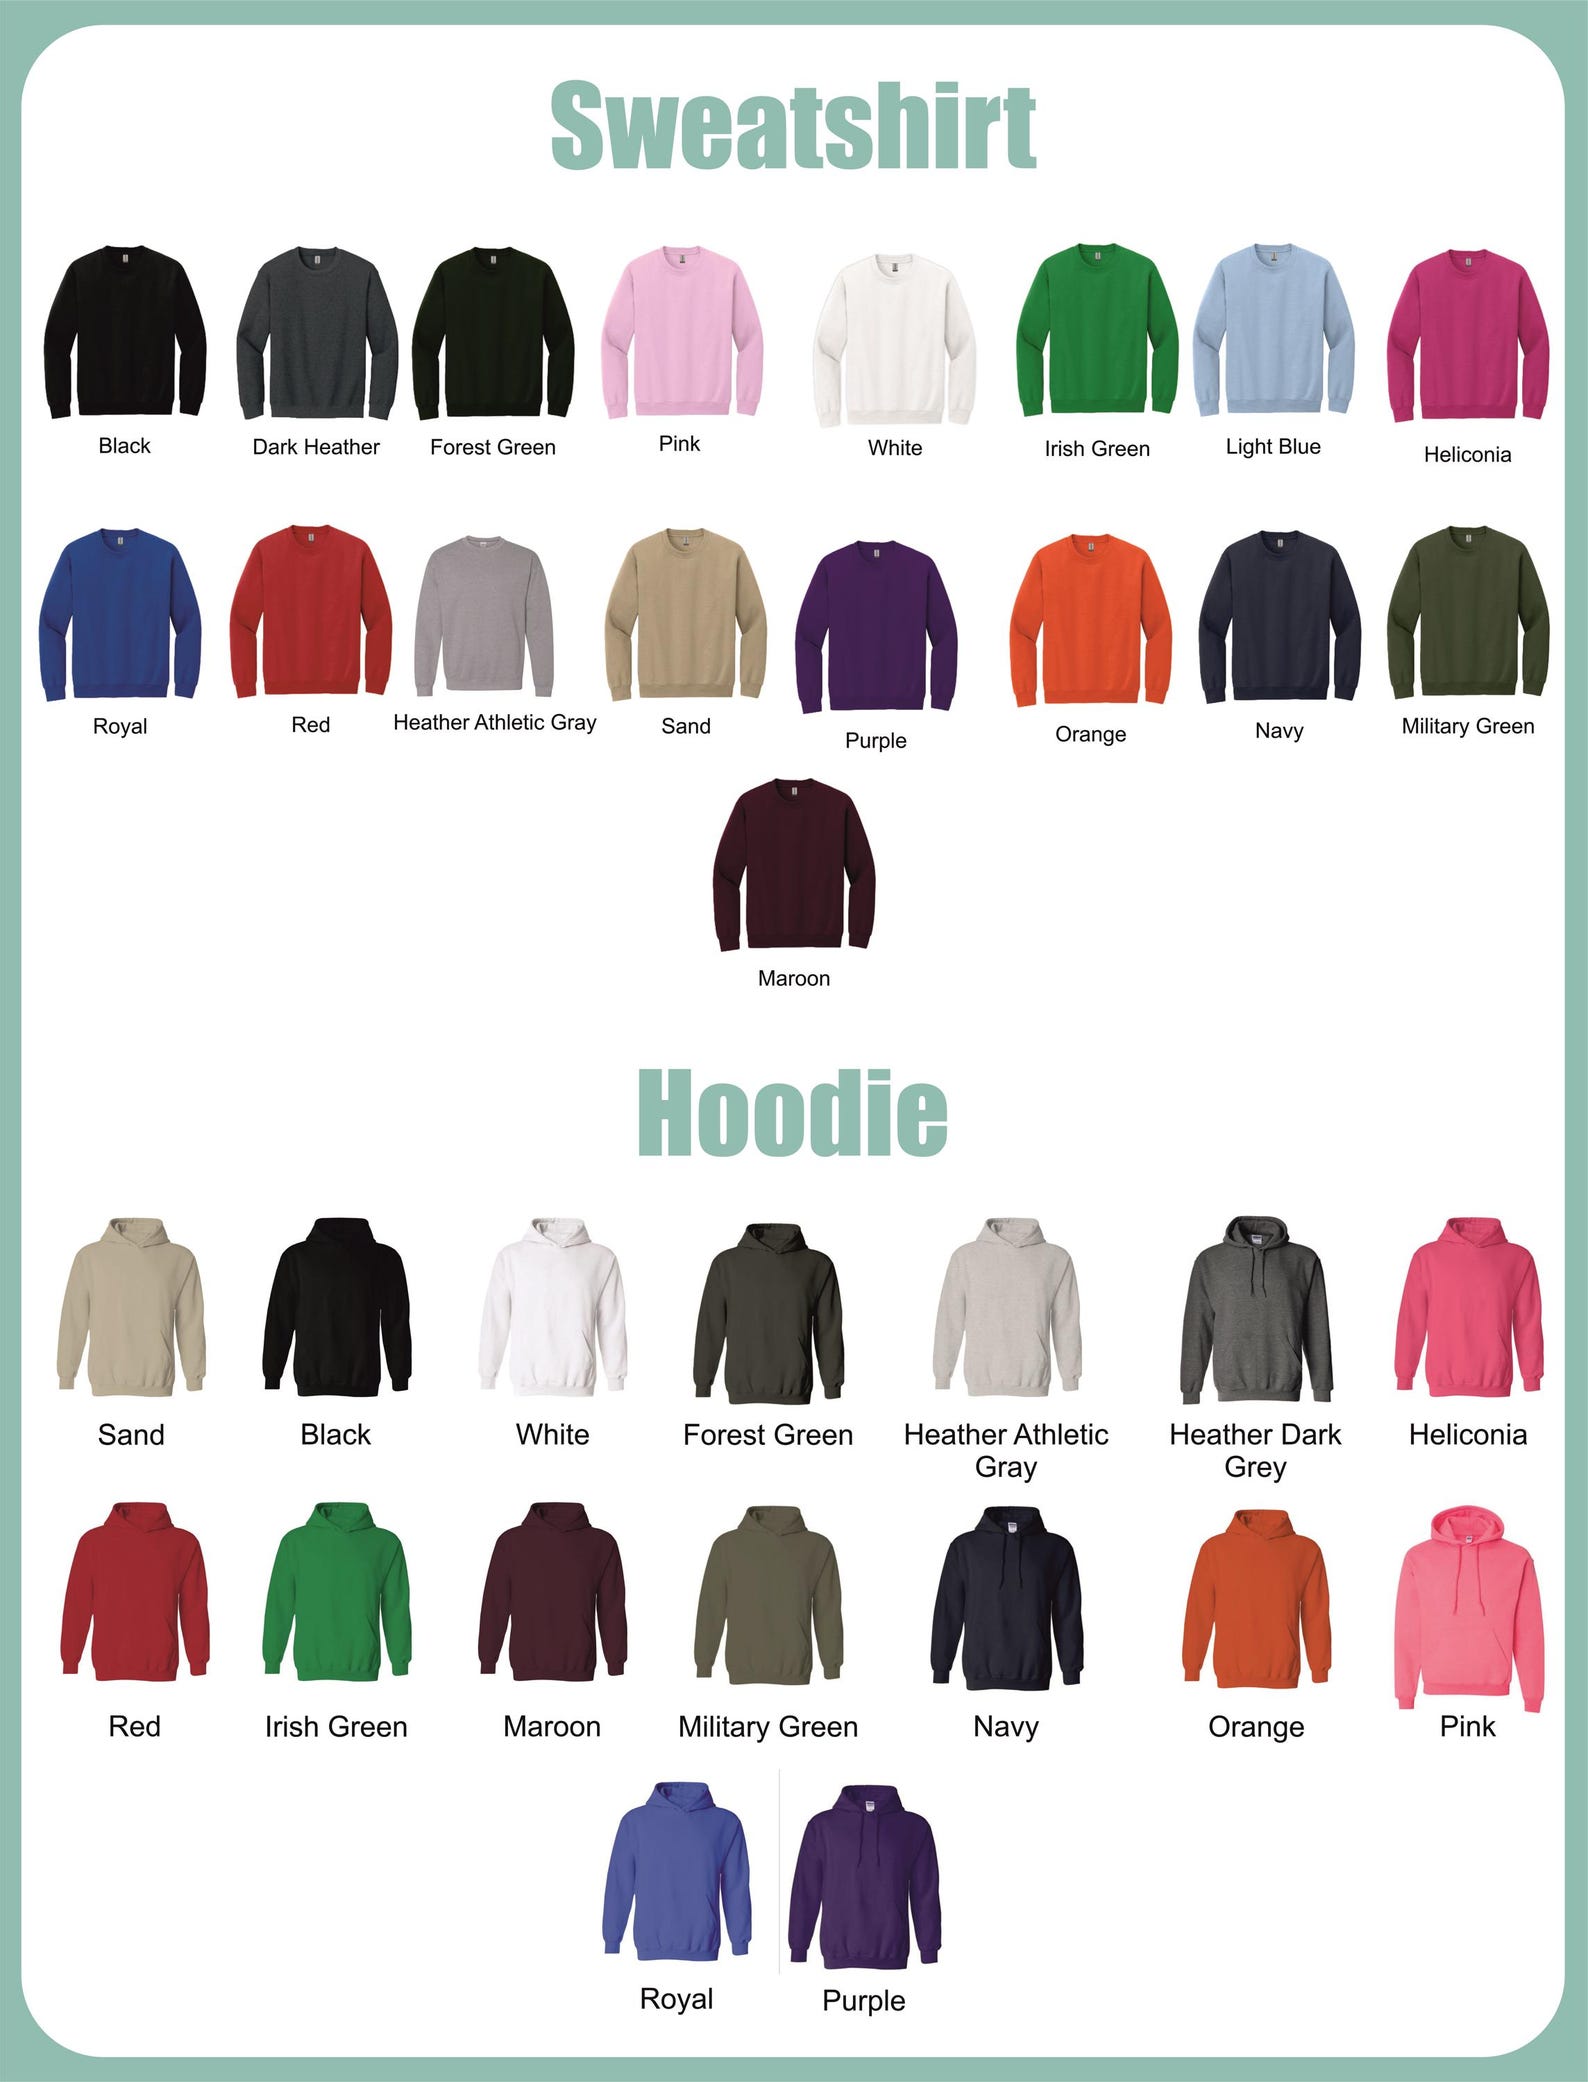 Sweatshirt
Black
Dark Heather
Forest Green
Pink
White
Irish Green
Light Blue
Heliconia
Royal
Red
Heather Athletic Gray
Sand
Purple
Orange
Navy
Military Green
Maroon
Hoodie
Sand
Black
White
Forest Green
Heather Athletic
Gray
Heather Dark
Grey
Heliconia
Red
Irish Green
Maroon
Military Green
Navy
Orange
Pink
Royal
Purple